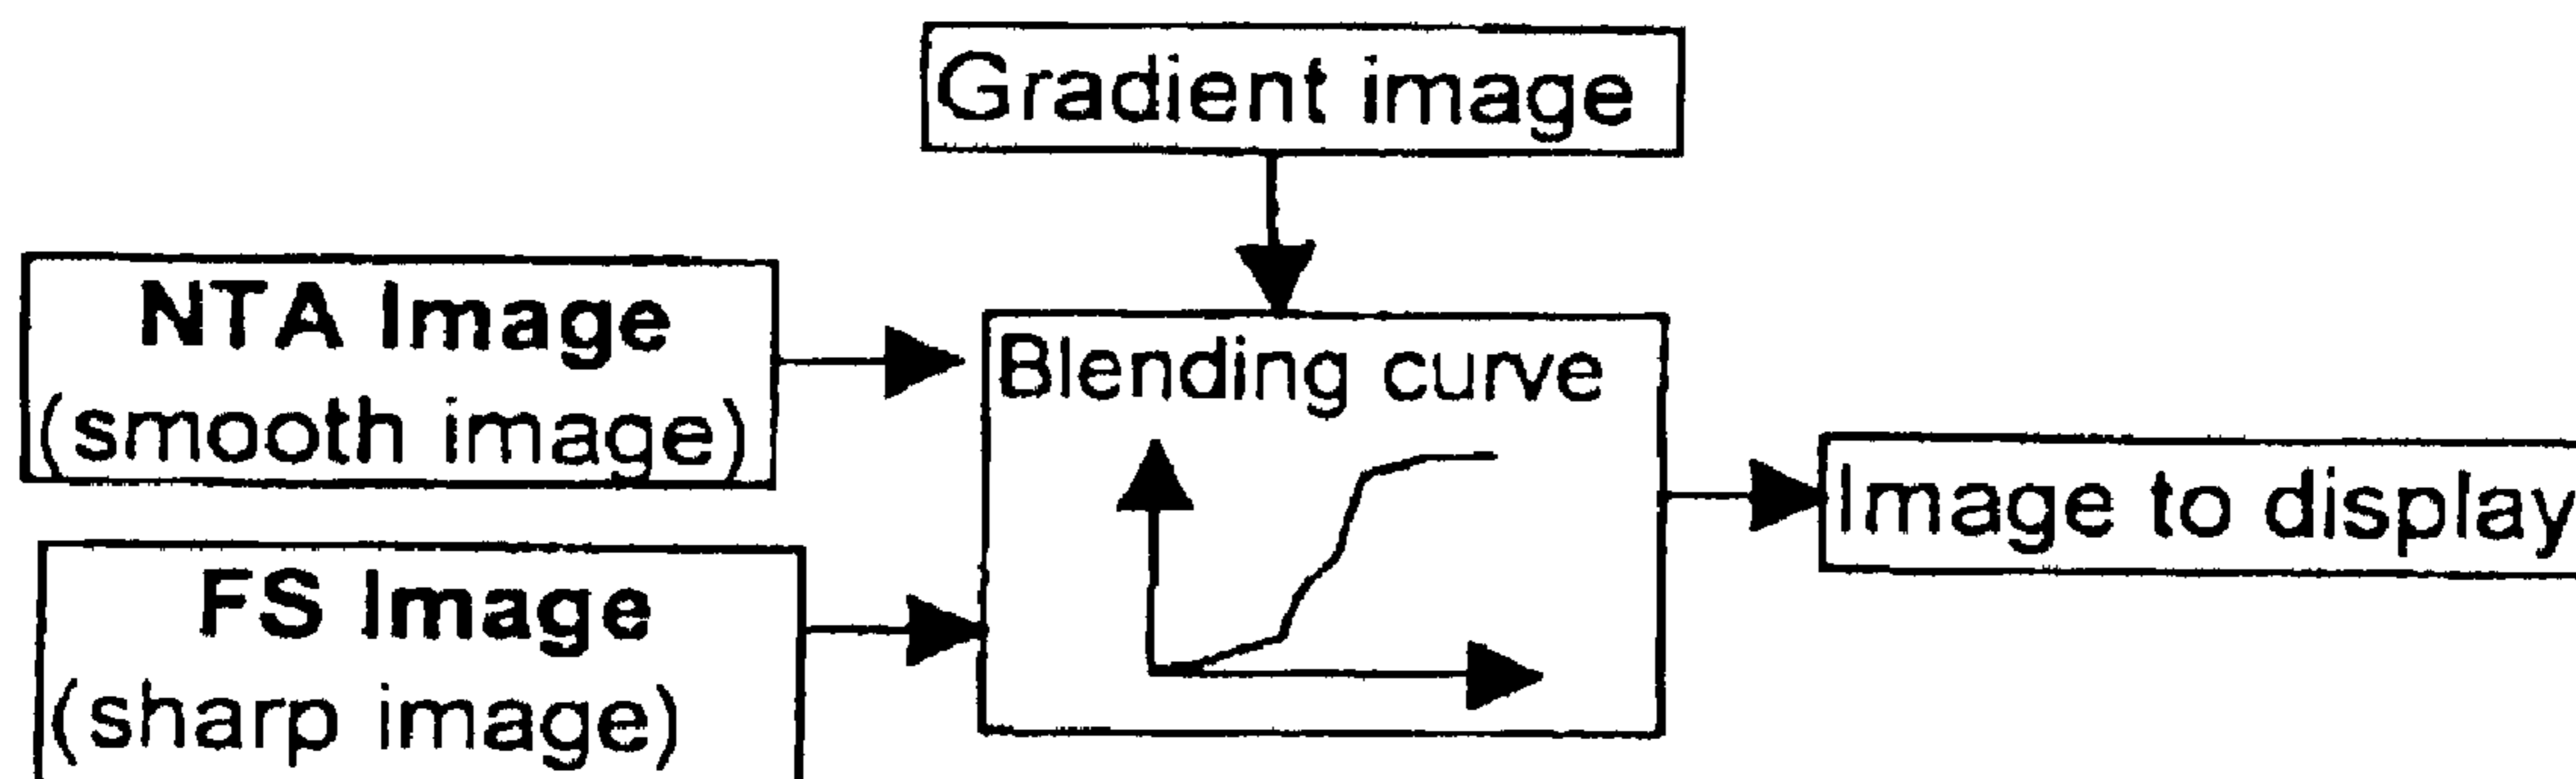 Gradient image
NTA Image
(smooth image)
Blending curve
FS Image
(sharp image)
Image to display